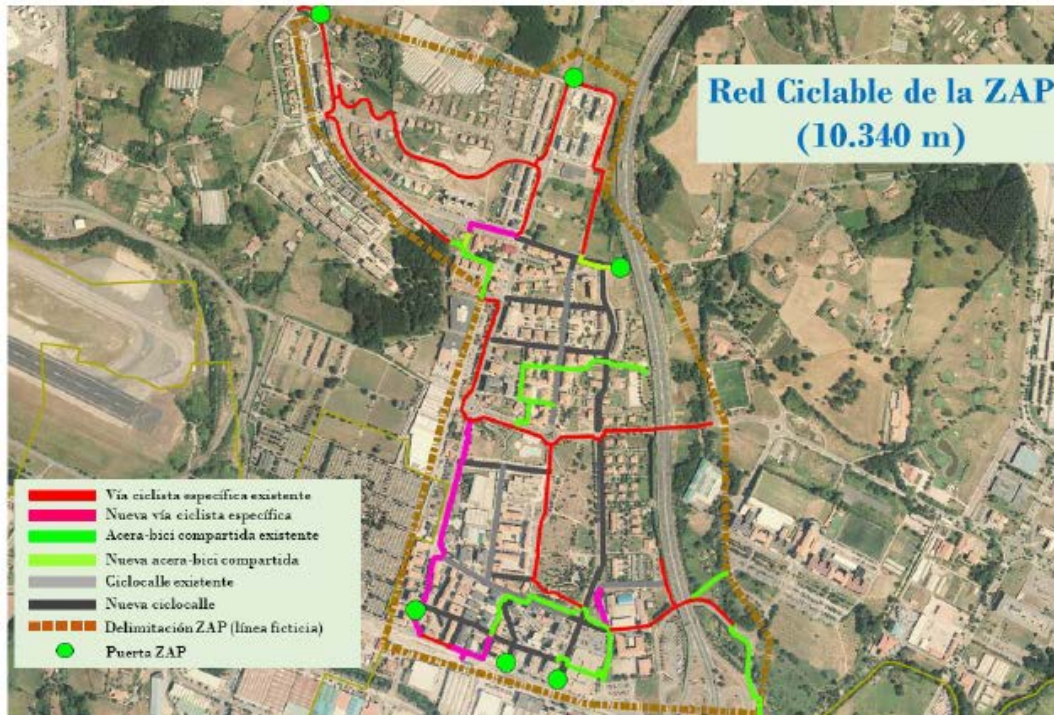 Red Ciclable de la ZAP
(10.340 m)
Vía ciclista específica existente
Nueva vía ciclista específica
Acera-bici compartida existente
Nueva acera-bici compartida
Ciclocalle existente
Nueva ciclocalle
Delimitación ZAP (línea ficticia)
Puerta ZAP